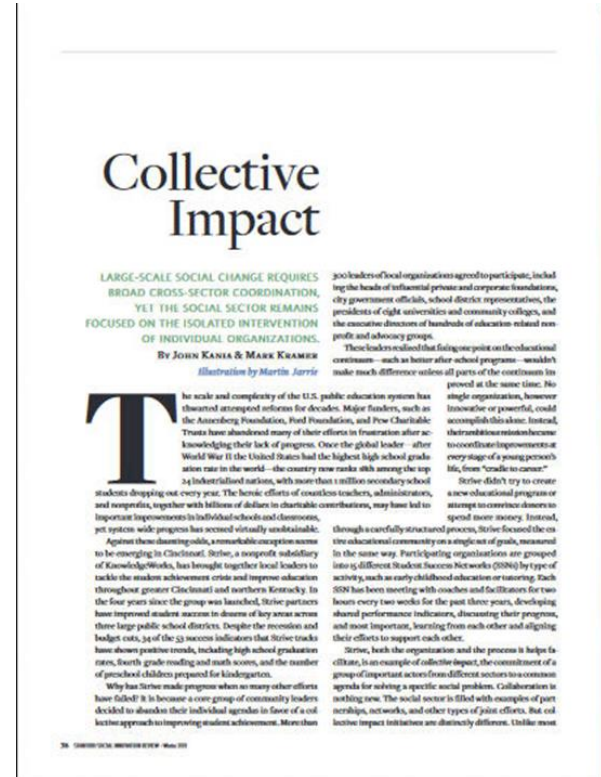 Collective
Impact
LARGE-SCALE SOCIAL CHANGE REQUIRES
BROAD CROSS-SECTOR COORDINATION,
YET THE SOCIAL SECTOR REMAINS
FOCUSED ON THE ISOLATED INTERVENTION
OF INDIVIDUAL ORGANIZATIONS.
BY JOHN KANIA & MARK KRAMER
Illustration by Martin Jarrie
The scale and complexity of the U.S. public education system has
thwarted attempted reforms for decades. Major funders, such as
the Annenberg Foundation, Ford Foundation, and Pew Charitable
Trusts have abandoned many of their efforts in frustration after ac-
knowledging their lack of progress. Once the global leader—after
World War II the United States had the highest high school gradu-
ation rate in the world—the country now ranks 18th among the top
24 industrialized nations, with more than 1 million secondary school
students dropping out every year. The heroic efforts of countless teachers, administrators,
and nonprofits, together with billions of dollars in charitable contributions, may have led to
important improvements in individual schools and classrooms,
yet system-wide progress has seemed virtually unobtainable.
Against these daunting odds, a remarkable exception seems
to be emerging in Cincinnati. Strive, a nonprofit subsidiary
of KnowledgeWorks, has brought together local leaders to
tackle the student achievement crisis and improve education
throughout greater Cincinnati and northern Kentucky. In
the four years since the group was launched, Strive partners
have improved student success in dozens of key areas across
three large public school districts. Despite the recession and
budget cuts, 34 of the 53 success indicators that Strive tracks
have shown positive trends, including high school graduation
rates, fourth-grade reading and math scores, and the number
of preschool children prepared for kindergarten.
Why has Strive made progress when so many other efforts
have failed? It is because a core group of community leaders
decided to abandon their individual agendas in favor of a col-
lective approach to improving student achievement. More than
300 leaders of local organizations agreed to participate, includ-
ing the heads of influential private and corporate foundations,
city government officials, school district representatives, the
presidents of eight universities and community colleges, and
the executive directors of hundreds of education-related non-
profit and advocacy groups.
These leaders realized that fixing one point on the educational
continuum—such as better after-school programs—wouldn't
make much difference unless all parts of the continuum im-
proved at the same time. No
single organization, however
innovative or powerful, could
accomplish this alone. Instead,
their ambitious mission became
to coordinate improvements at
every stage of a young person's
life, from "cradle to career."
Strive didn't try to create
a new educational program or
attempt to convince donors to
spend more money. Instead,
through a carefully structured process, Strive focused the en-
tire educational community on a single set of goals, measured
in the same way. Participating organizations are grouped
into 15 different Student Success Networks (SSNs) by type of
activity, such as early childhood education or tutoring. Each
SSN has been meeting with coaches and facilitators for two
hours every two weeks for the past three years, developing
shared performance indicators, discussing their progress,
and most important, learning from each other and aligning
their efforts to support each other.
Strive, both the organization and the process it helps fa-
cilitate, is an example of collective impact, the commitment of a
group of important actors from different sectors to a common
agenda for solving a specific social problem. Collaboration is
nothing new. The social sector is filled with examples of part-
nerships, networks, and other types of joint efforts. But col-
lective impact initiatives are distinctly different. Unlike most
36 STANFORD SOCIAL INNOVATION REVIEW • Winter 2011